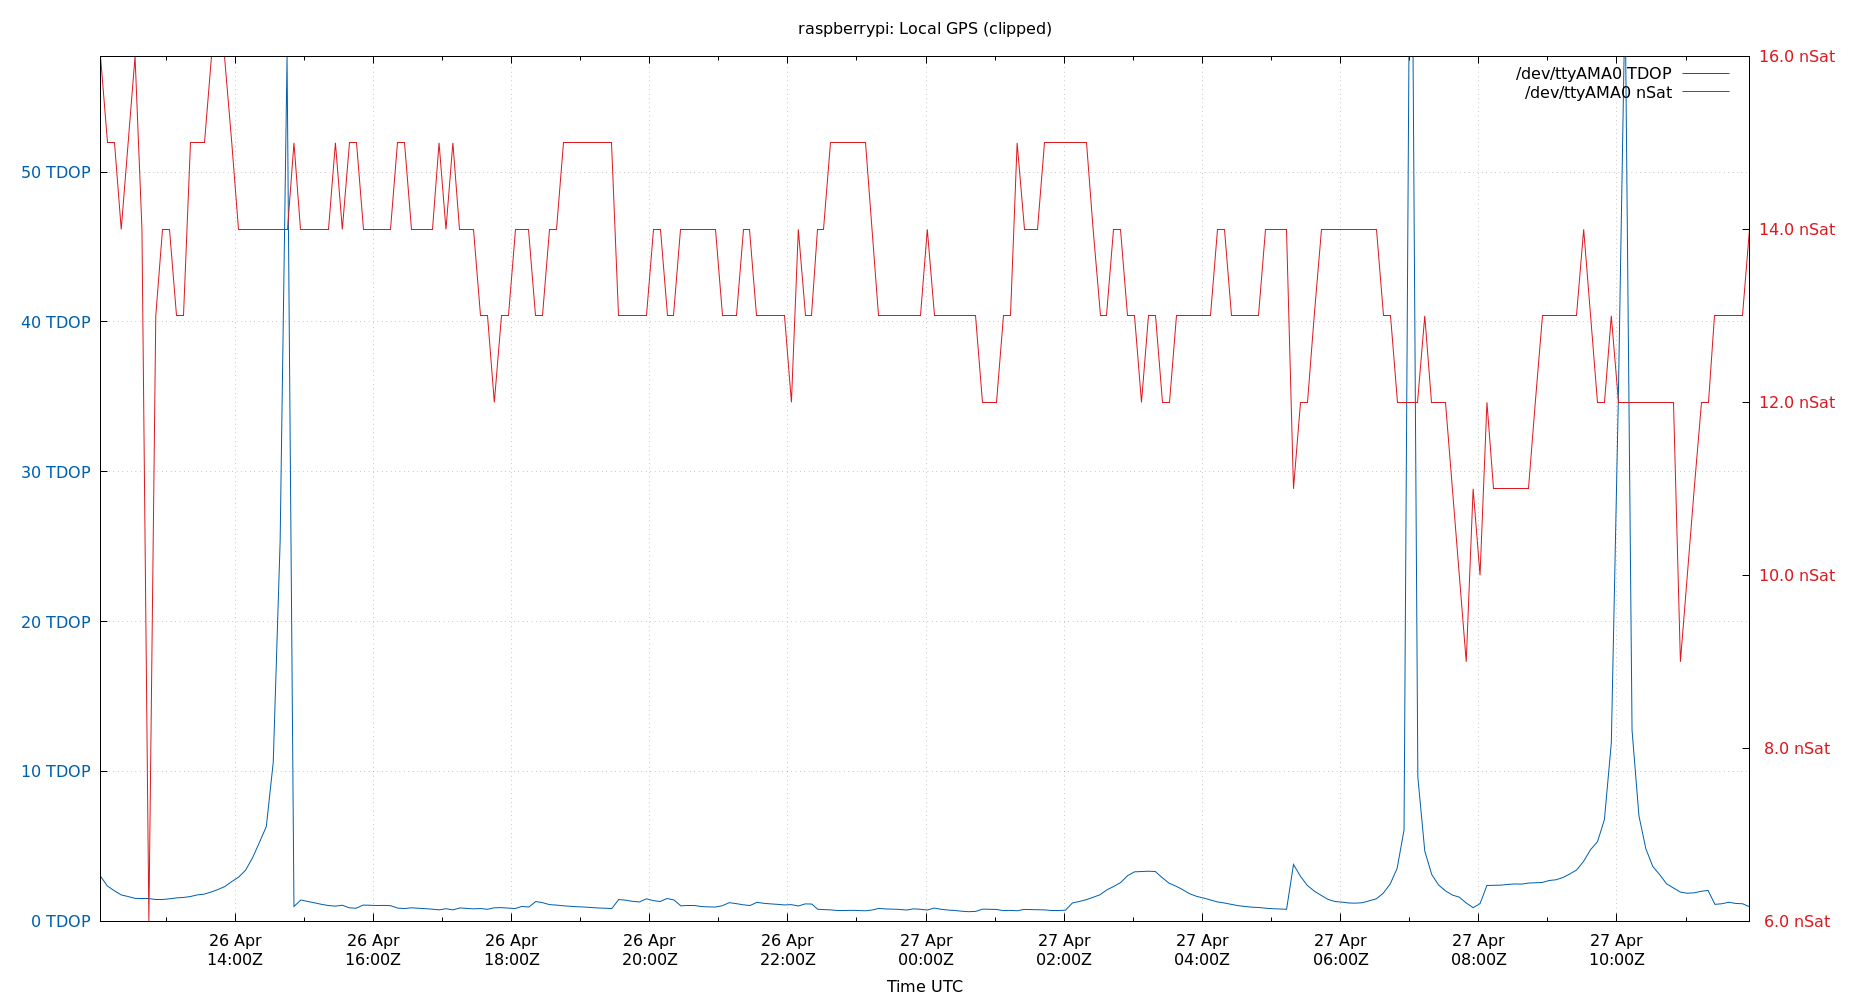 raspberrypi: Local GPS (clipped)
16.0 nSat
/dev/ttyAMA0 TDOP
/dev/ttyAMA0 nSat
50 TDOP
14.0 nSat
40 TDOP
12.0 nSat
30 TDOP
10.0 nSat
20 TDOP
8.0 nSat
10 TDOP
0 TDOP
6.0 nSat
26 Apr 26 Apr 26 Apr 26 Apr 26 Apr 27 Apr 27 Apr 27 Apr 27 Apr 27 Apr 27 Apr
14:00Z 16:00Z 18:00Z 20:00Z 22:00Z 00:00Z 02:00Z 04:00Z 06:00Z 08:00Z 10:00Z
Time UTC